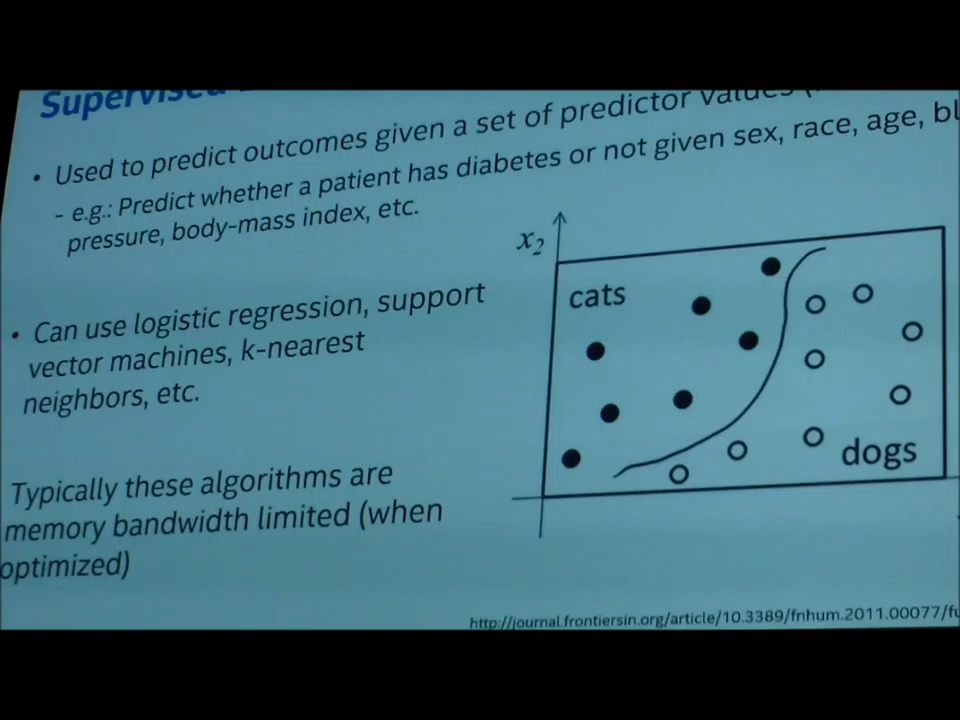 Supervised
• Used to predict outcomes given a set of predictor values
- e.g.: Predict whether a patient has diabetes or not given sex, race, age, bl
pressure, body-mass index, etc.
• Can use logistic regression, support
vector machines, k-nearest
neighbors, etc.
Typically these algorithms are
memory bandwidth limited (when
optimized)
x2
cats
dogs
http://journal.frontiersin.org/article/10.3389/fnhum.2011.00077/fu